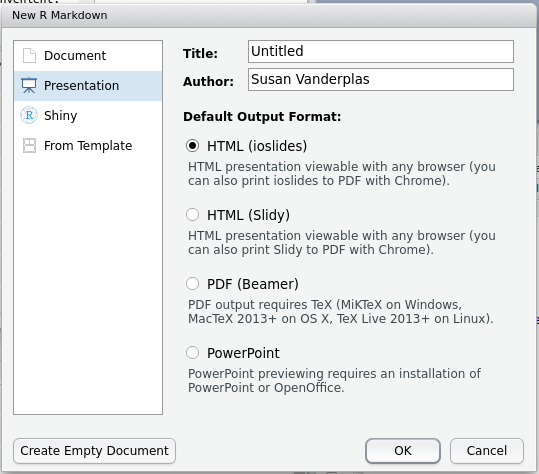 New R Markdown
Document
Presentation
Shiny
From Template
Title: Untitled
Author: Susan Vanderplas
Default Output Format:
HTML (ioslides)
HTML presentation viewable with any browser (you
can also print ioslides to PDF with Chrome).
HTML (Slidy)
HTML presentation viewable with any browser (you
can also print Slidy to PDF with Chrome).
PDF (Beamer)
PDF output requires TeX (MiKTeX on Windows,
MacTeX 2013+ on OS X, TeX Live 2013+ on Linux).
PowerPoint
PowerPoint previewing requires an installation of
PowerPoint or OpenOffice.
Create Empty Document
OK
Cancel